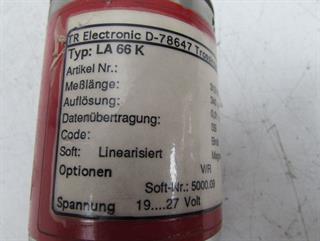 TR Electronic D-78647
Typ: LA 66 K
Artikel Nr.:
Meßlänge:
Auflösung:
Datenübertragung:
Code:
Soft: Linearisiert
Optionen V/R
Soft-Nr.: 5000.09
Spannung 19....27 Volt